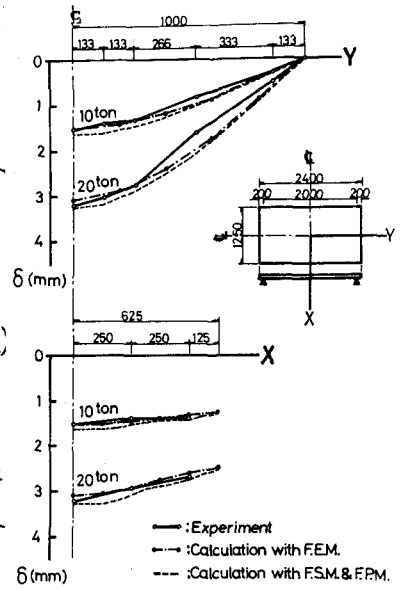 ℄
1000
133 133 266 333 133
0 Y
1 10ton
2
3 20ton
4
δ(mm)
℄
2400
200 2000 200
℄ 1250 Y
X
625
250 250 125
0 X
1 10ton
2
3 20ton
4
δ(mm)
:Experiment
:Calculation with F.E.M.
:Calculation with F.S.M.& F.P.M.